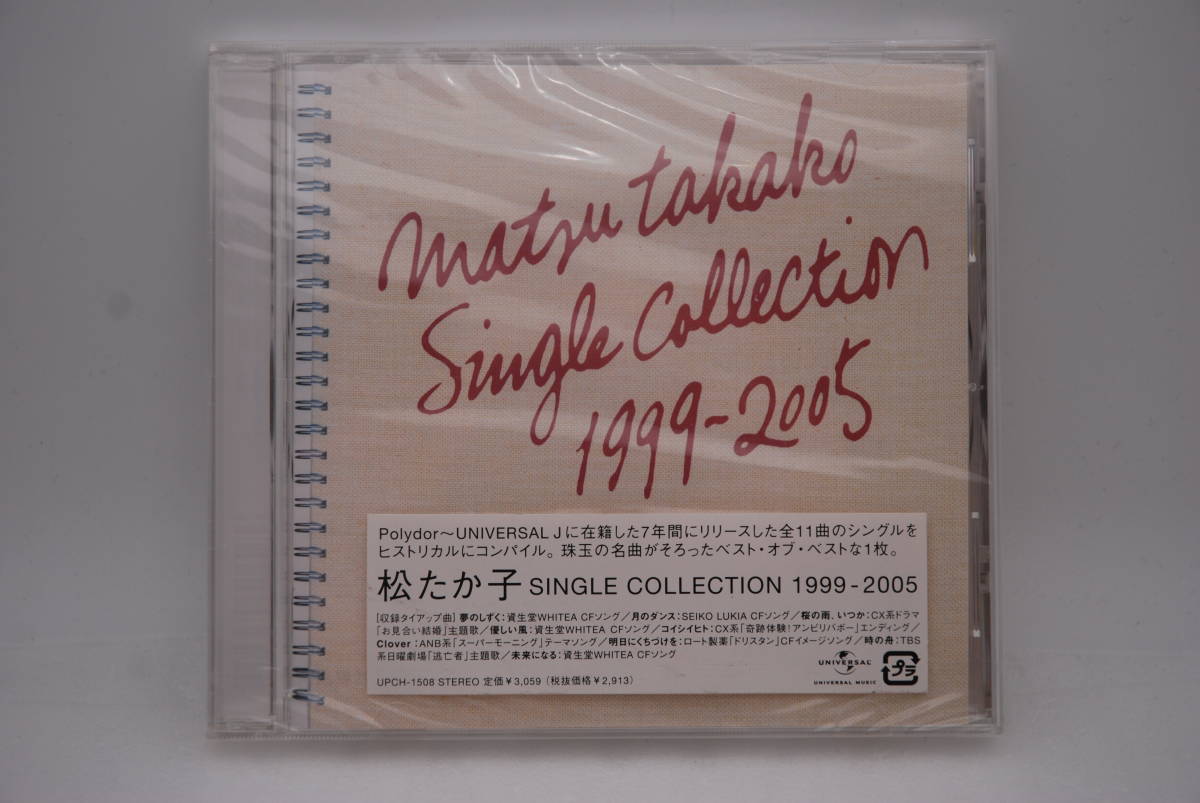 matsu takako
Single Collection
1999-2005
Polydor～UNIVERSAL Jに在籍した7年間にリリースした全11曲のシングルを
ヒストリカルにコンパイル。珠玉の名曲がそろったベスト・オブ・ベストな1枚。
松たか子 SINGLE COLLECTION 1999-2005
[収録タイアップ曲] 夢のしずく:資生堂WHITEA CFソング／月のダンス:SEIKO LUKIA CFソング／桜の雨、いつか:CX系ドラマ
「お見合い結婚」主題歌／優しい風:資生堂WHITEA CFソング／コイシイヒト:CX系「奇跡体験!アンビリバボー」エンディング／
Clover:ANB系「スーパーモーニング」テーマソング／明日にくちづけを:ロート製薬「ドリスタン」CFイメージソング／時の舟:TBS
系日曜劇場「逃亡者」主題歌／未来になる:資生堂WHITEA CFソング
UPCH-1508 STEREO 定価￥3,059（税抜価格￥2,913）
UNIVERSAL
UNIVERSAL MUSIC
プラ